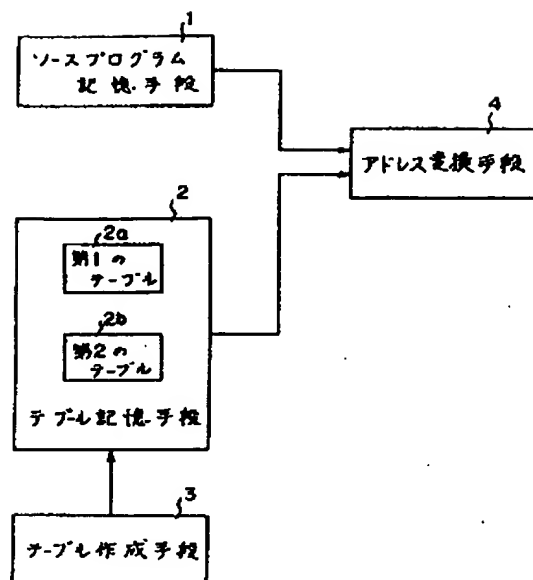 1
ソースプログラム
記憶手段
4
アドレス変換手段
2
2a
第1の
テーブル
2b
第2の
テーブル
テブール記憶手段
3
テーブル作成手段